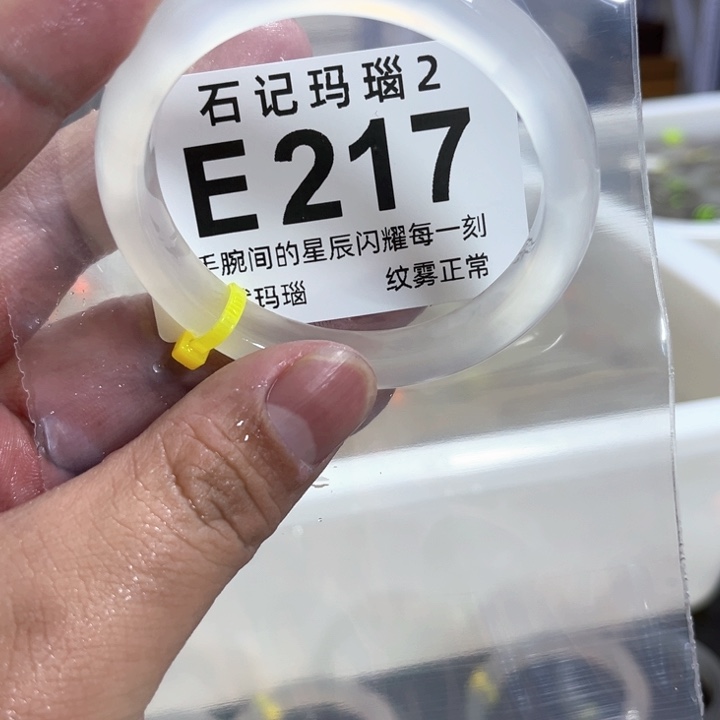 石记玛瑙2
E217
手腕间的星辰闪耀每一刻
玛瑙 纹雾正常